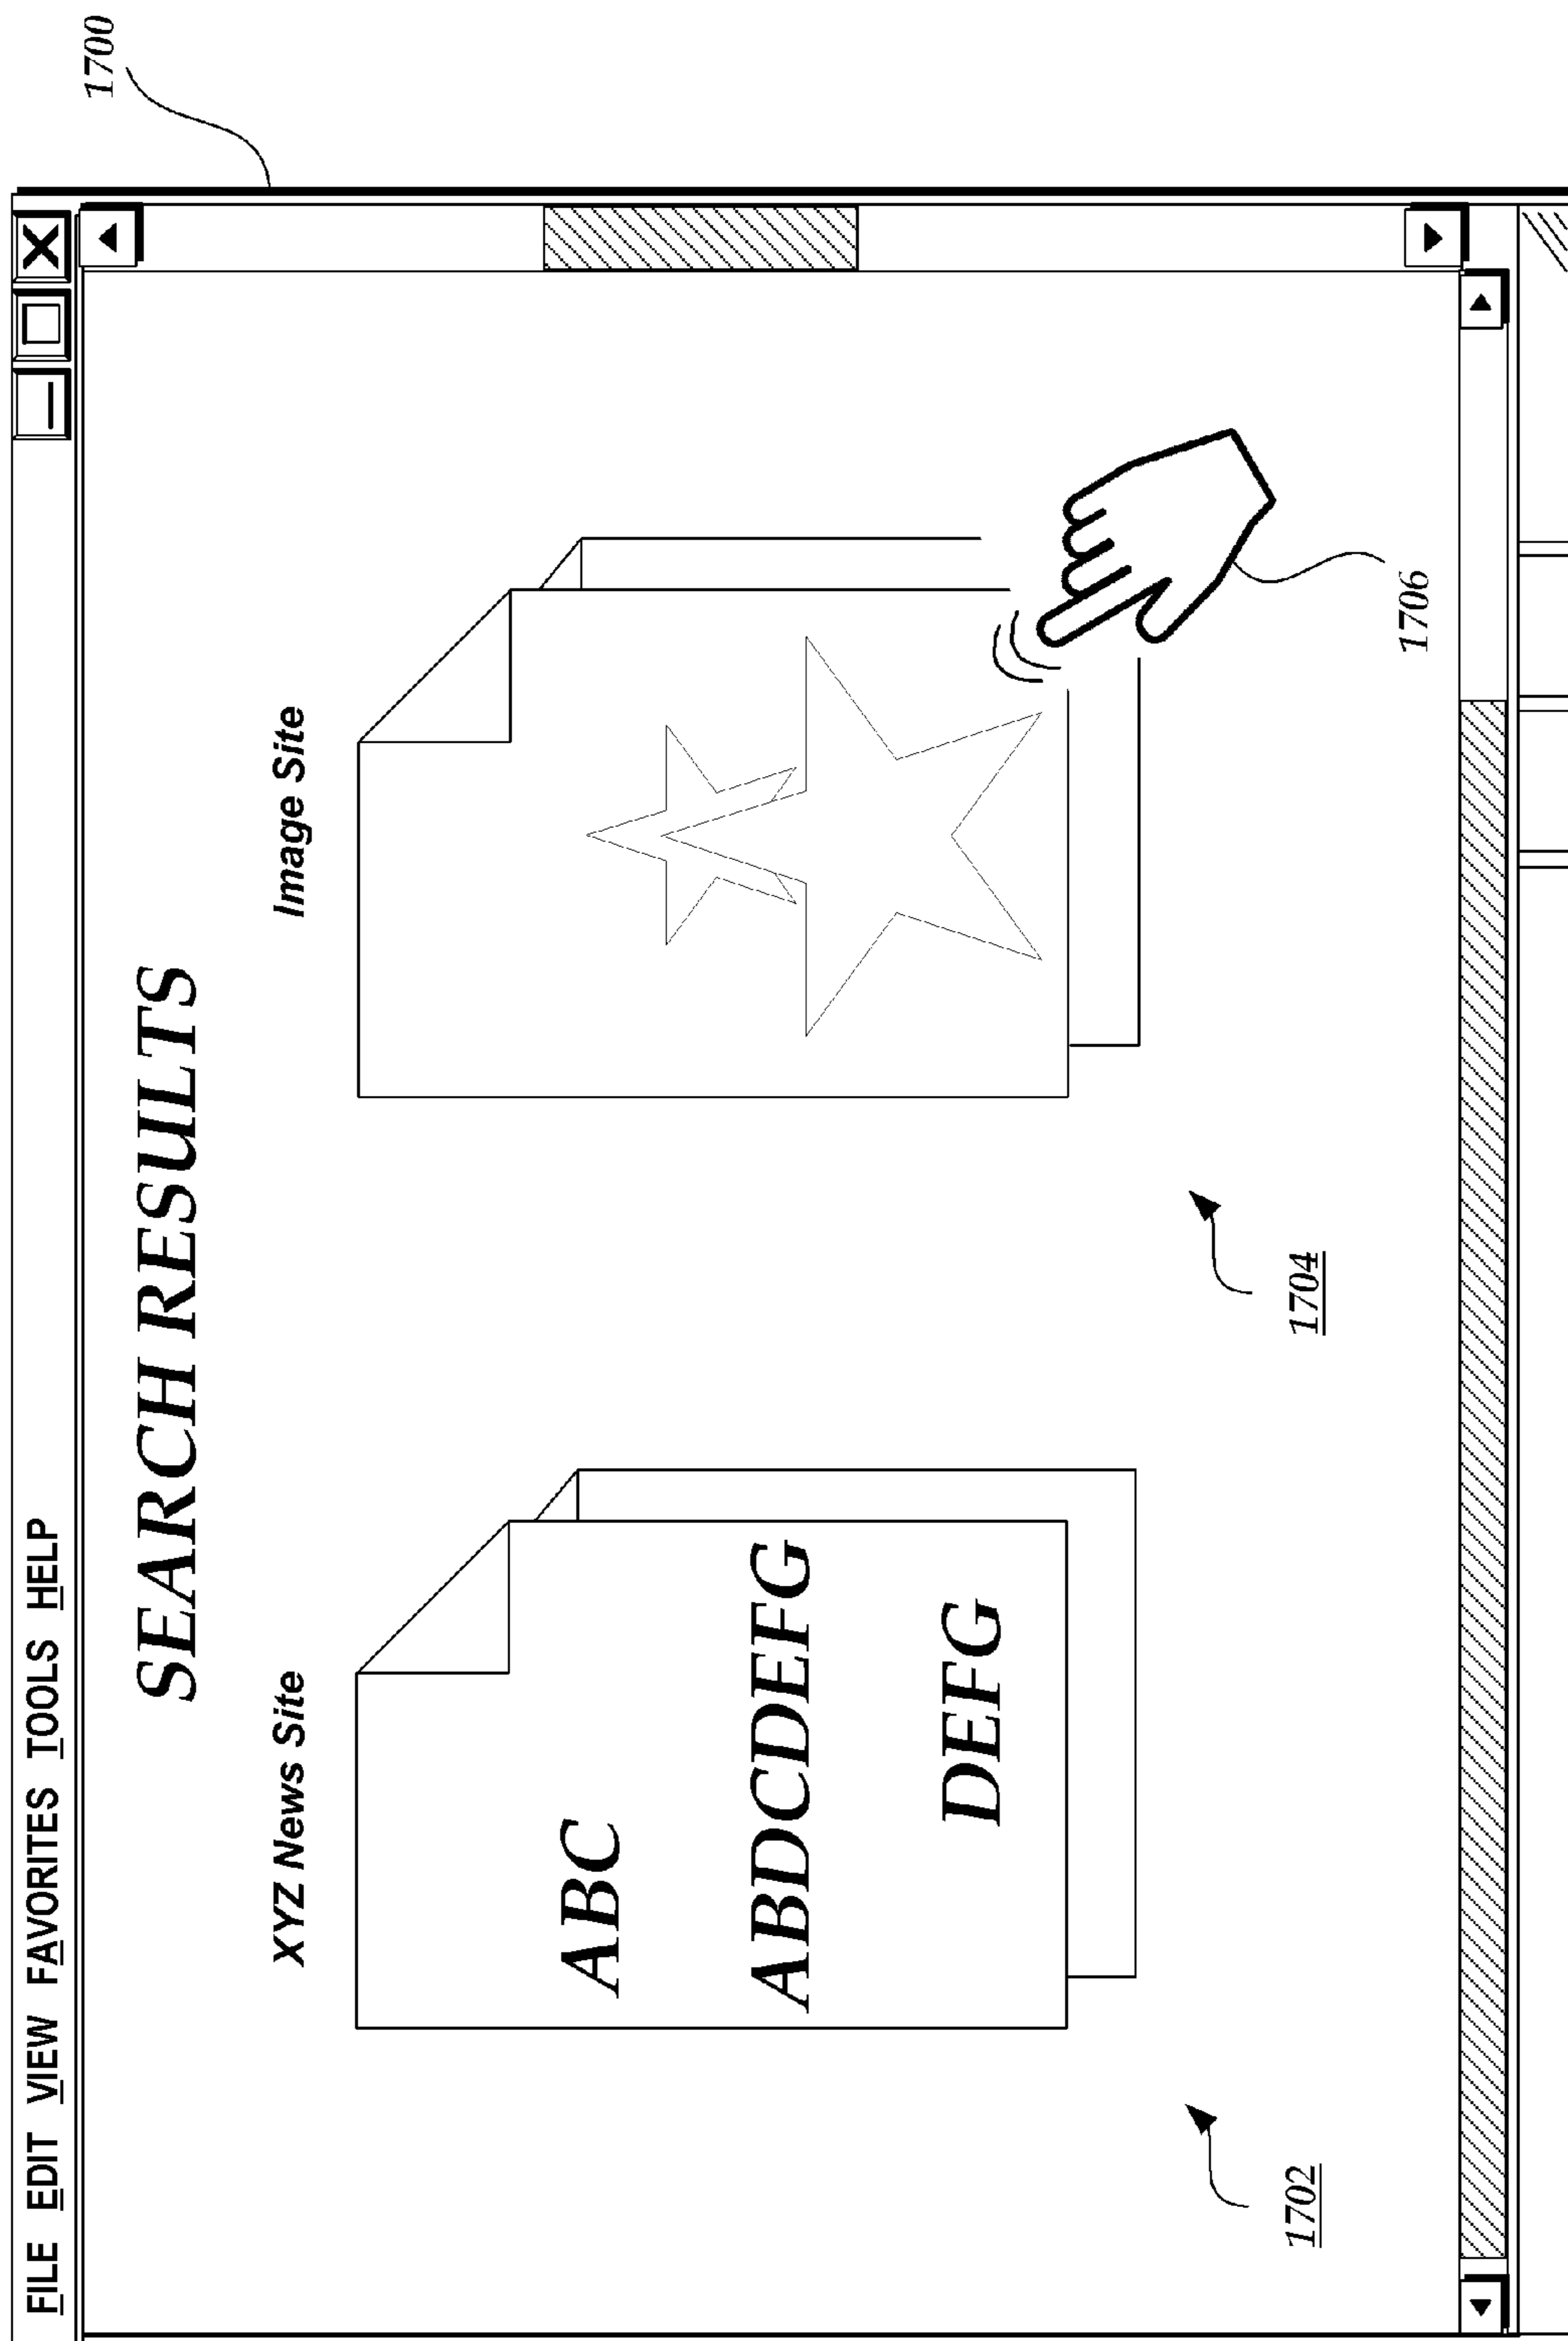 1700
FILE EDIT VIEW FAVORITES TOOLS HELP
SEARCH RESULTS
XYZ News Site
Image Site
ABC
ABDCDEFG
DEFG
1702
1704
1706